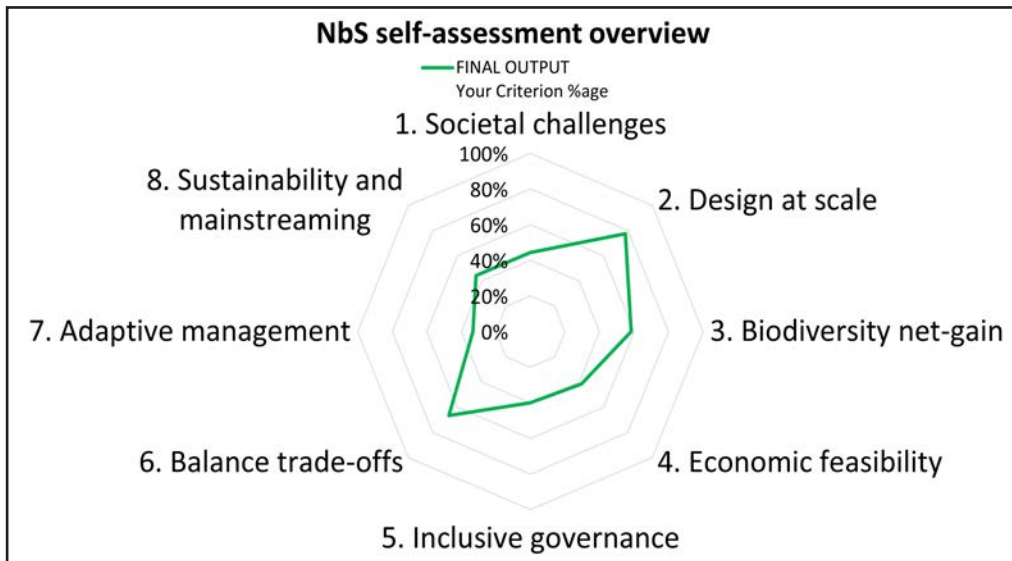 NbS self-assessment overview
FINAL OUTPUT
Your Criterion %age
1. Societal challenges
100%
80%
60%
40%
20%
0%
2. Design at scale
3. Biodiversity net-gain
4. Economic feasibility
5. Inclusive governance
6. Balance trade-offs
7. Adaptive management
8. Sustainability and
mainstreaming